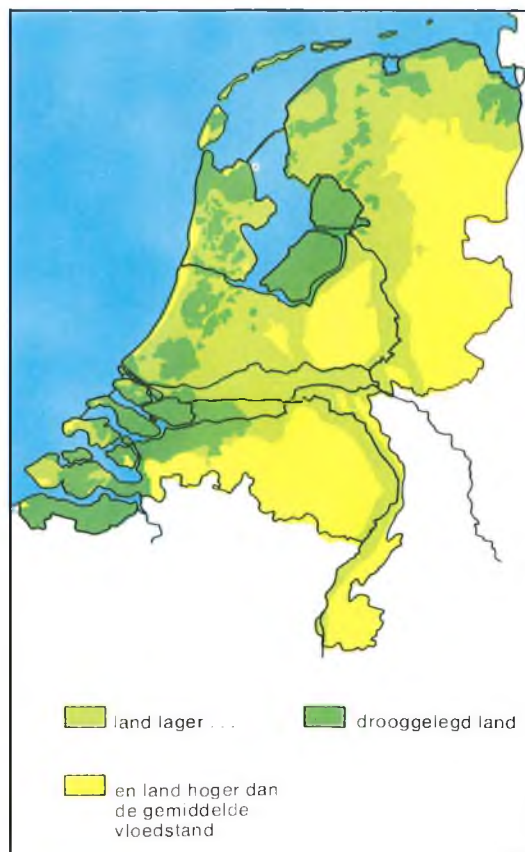 land lager . . .
drooggelegd land
en land hoger dan
de gemiddelde
vloedstand